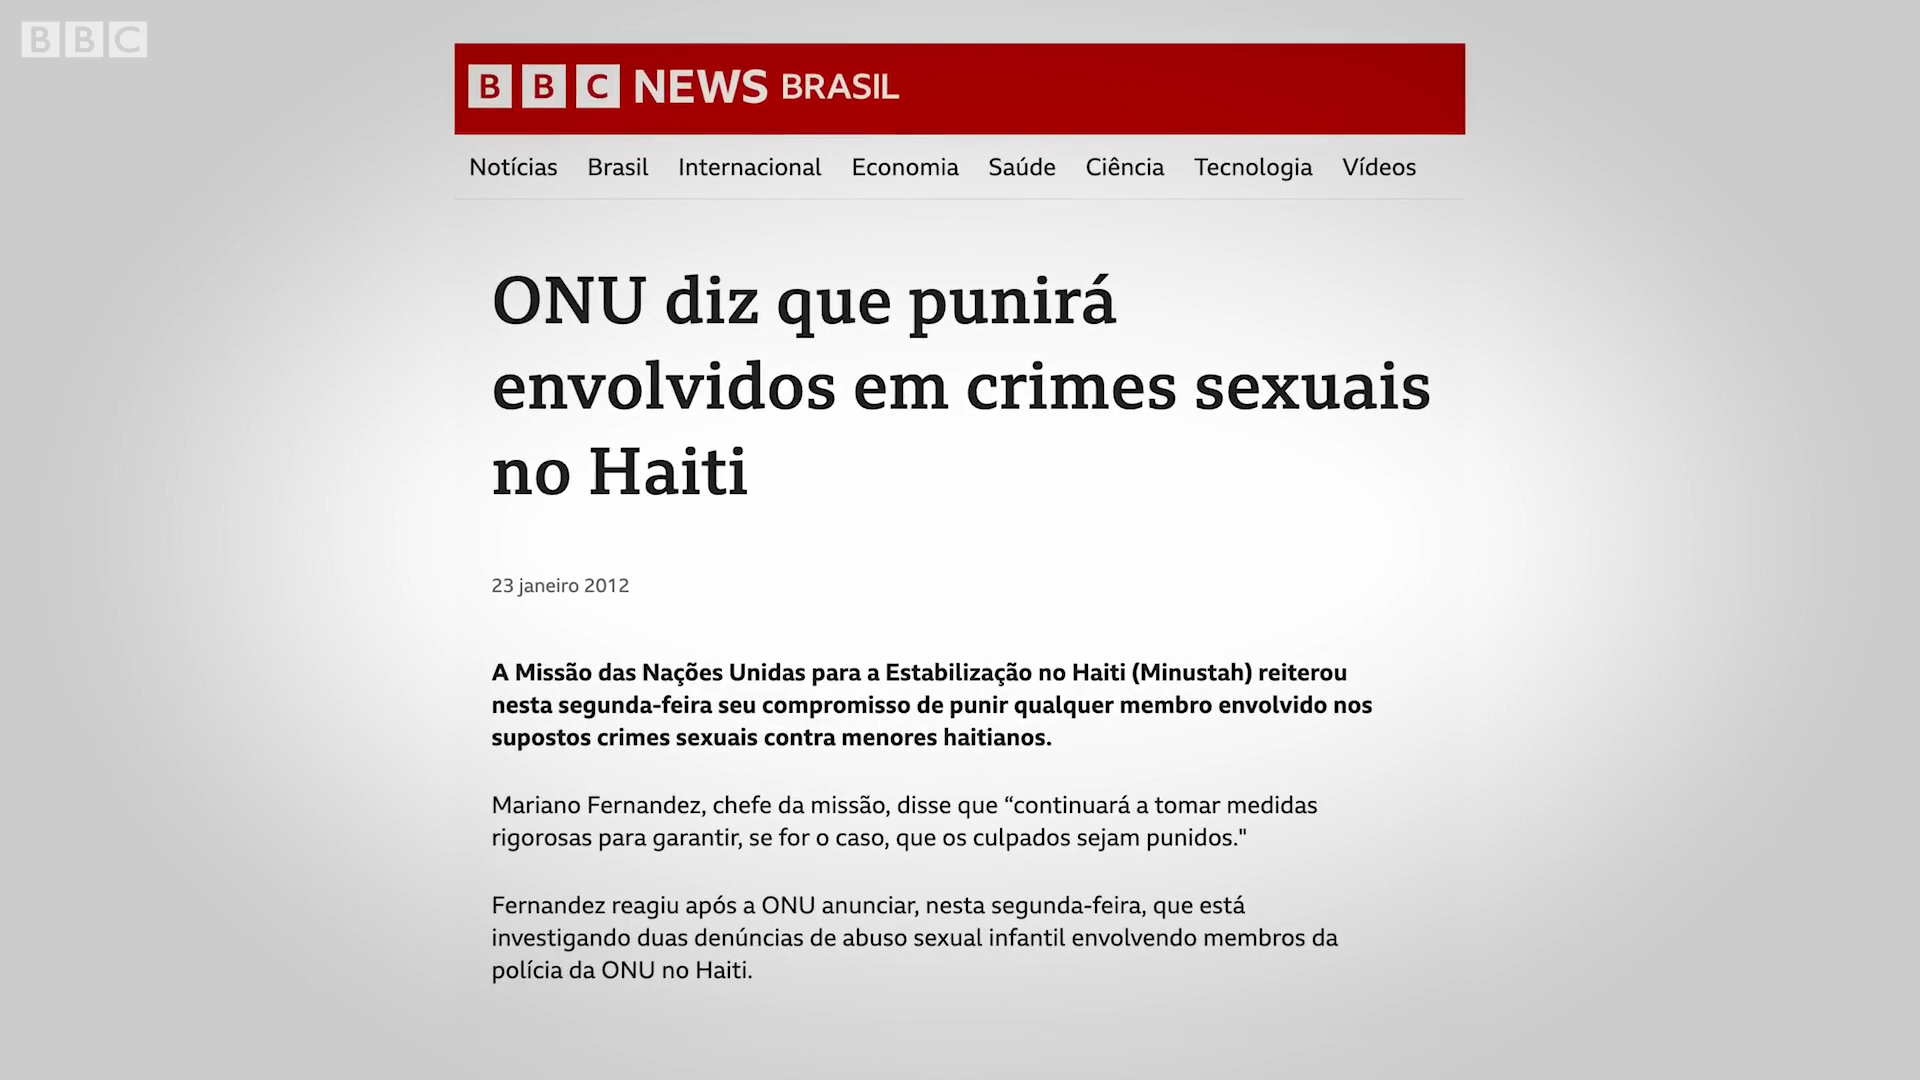 BBC
BBC NEWS BRASIL
Notícias Brasil Internacional Economia Saúde Ciência Tecnologia Vídeos
ONU diz que punirá
envolvidos em crimes sexuais
no Haiti
23 janeiro 2012
A Missão das Nações Unidas para a Estabilização no Haiti (Minustah) reiterou
nesta segunda-feira seu compromisso de punir qualquer membro envolvido nos
supostos crimes sexuais contra menores haitianos.
Mariano Fernandez, chefe da missão, disse que “continuará a tomar medidas
rigorosas para garantir, se for o caso, que os culpados sejam punidos."
Fernandez reagiu após a ONU anunciar, nesta segunda-feira, que está
investigando duas denúncias de abuso sexual infantil envolvendo membros da
polícia da ONU no Haiti.